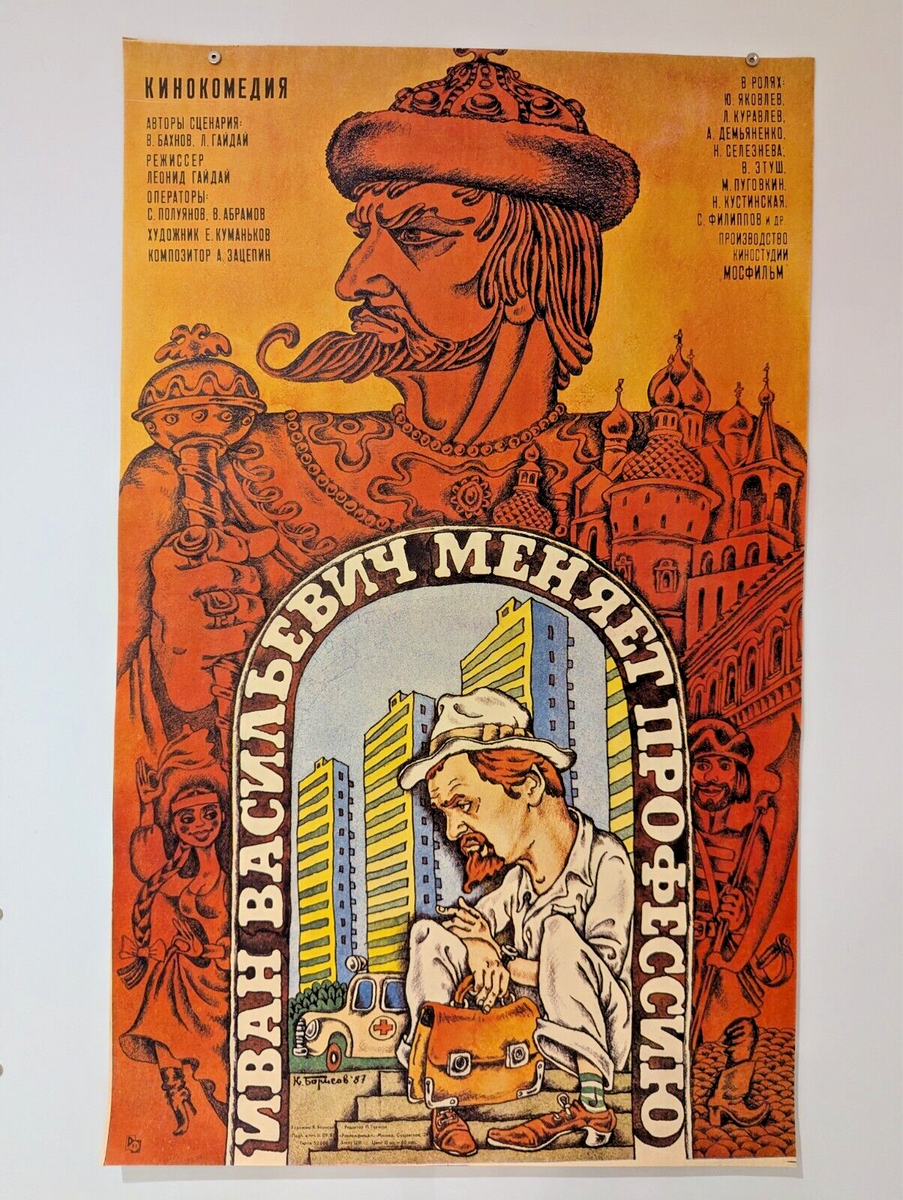 КИНОКОМЕДИЯ
АВТОРЫ СЦЕНАРИЯ:
В. БАХНОВ, Л. ГАЙДАЙ
РЕЖИССЕР
ЛЕОНИД ГАЙДАЙ
ОПЕРАТОРЫ:
С. ПОЛУЯНОВ, В. АБРАМОВ
ХУДОЖНИК Е. КУМАНЬКОВ
КОМПОЗИТОР А. ЗАЦЕПИН
В РОЛЯХ:
Ю. ЯКОВЛЕВ,
Л. КУРАВЛЕВ,
А. ДЕМЬЯНЕНКО,
Н. СЕЛЕЗНЕВА,
В. ЭТУШ,
М. ПУГОВКИН,
Н. КУСТИНСКАЯ,
С. ФИЛИППОВ И ДР.
ПРОИЗВОДСТВО
КИНОСТУДИИ
„МОСФИЛЬМ"
ИВАН ВАСИЛЬЕВИЧ МЕНЯЕТ ПРОФЕССИЮ
К. Борисов '87